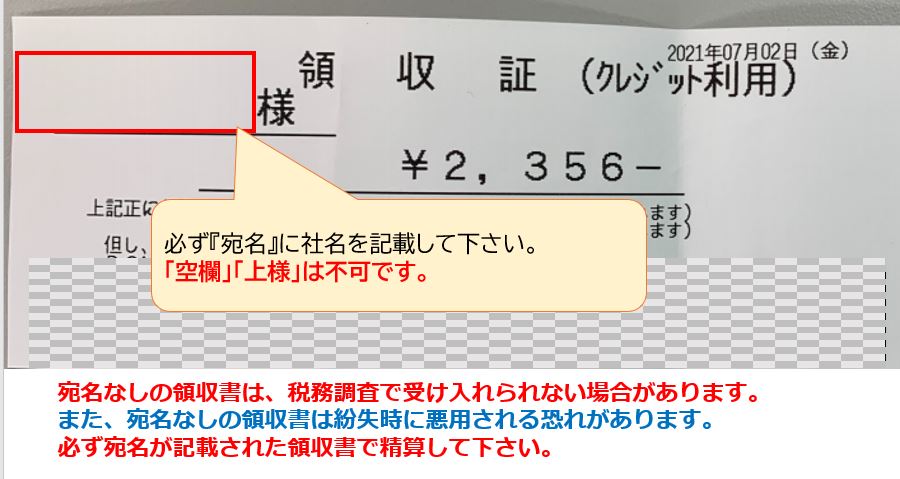 2021年07月02日（金）
領　収　証（クレジット利用）
様
￥2，356－
上記正に
ます）
但し、
ます）
必ず『宛名』に社名を記載して下さい。
「空欄」「上様」は不可です。
宛名なしの領収書は、税務調査で受け入れられない場合があります。
また、宛名なしの領収書は紛失時に悪用される恐れがあります。
必ず宛名が記載された領収書で精算して下さい。